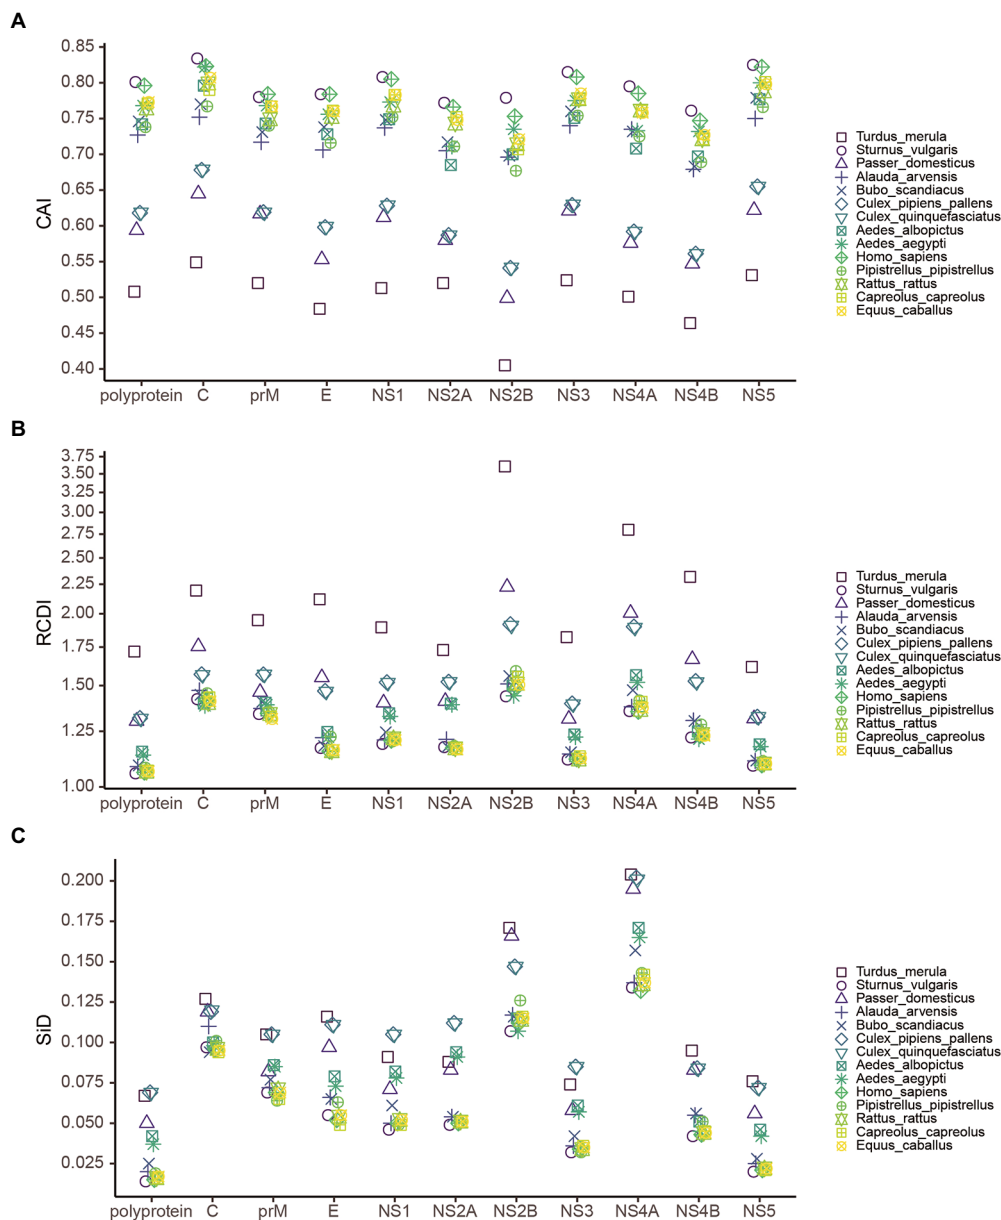 A
0.85
0.80
0.75
0.70
0.65
0.60
0.55
0.50
0.45
0.40
CAI
polyprotein C prM E NS1 NS2A NS2B NS3 NS4A NS4B NS5
Turdus_merula
Sturnus_vulgaris
Passer_domesticus
Alauda_arvensis
Bubo_scandiacus
Culex_pipiens_pallens
Culex_quinquefasciatus
Aedes_albopictus
Aedes_aegypti
Homo_sapiens
Pipistrellus_pipistrellus
Rattus_rattus
Capreolus_capreolus
Equus_caballus
B
3.75
3.50
3.25
3.00
2.75
2.50
2.25
2.00
1.75
1.50
1.25
1.00
RCDI
polyprotein C prM E NS1 NS2A NS2B NS3 NS4A NS4B NS5
Turdus_merula
Sturnus_vulgaris
Passer_domesticus
Alauda_arvensis
Bubo_scandiacus
Culex_pipiens_pallens
Culex_quinquefasciatus
Aedes_albopictus
Aedes_aegypti
Homo_sapiens
Pipistrellus_pipistrellus
Rattus_rattus
Capreolus_capreolus
Equus_caballus
C
0.200
0.175
0.150
0.125
0.100
0.075
0.050
0.025
SiD
polyprotein C prM E NS1 NS2A NS2B NS3 NS4A NS4B NS5
Turdus_merula
Sturnus_vulgaris
Passer_domesticus
Alauda_arvensis
Bubo_scandiacus
Culex_pipiens_pallens
Culex_quinquefasciatus
Aedes_albopictus
Aedes_aegypti
Homo_sapiens
Pipistrellus_pipistrellus
Rattus_rattus
Capreolus_capreolus
Equus_caballus